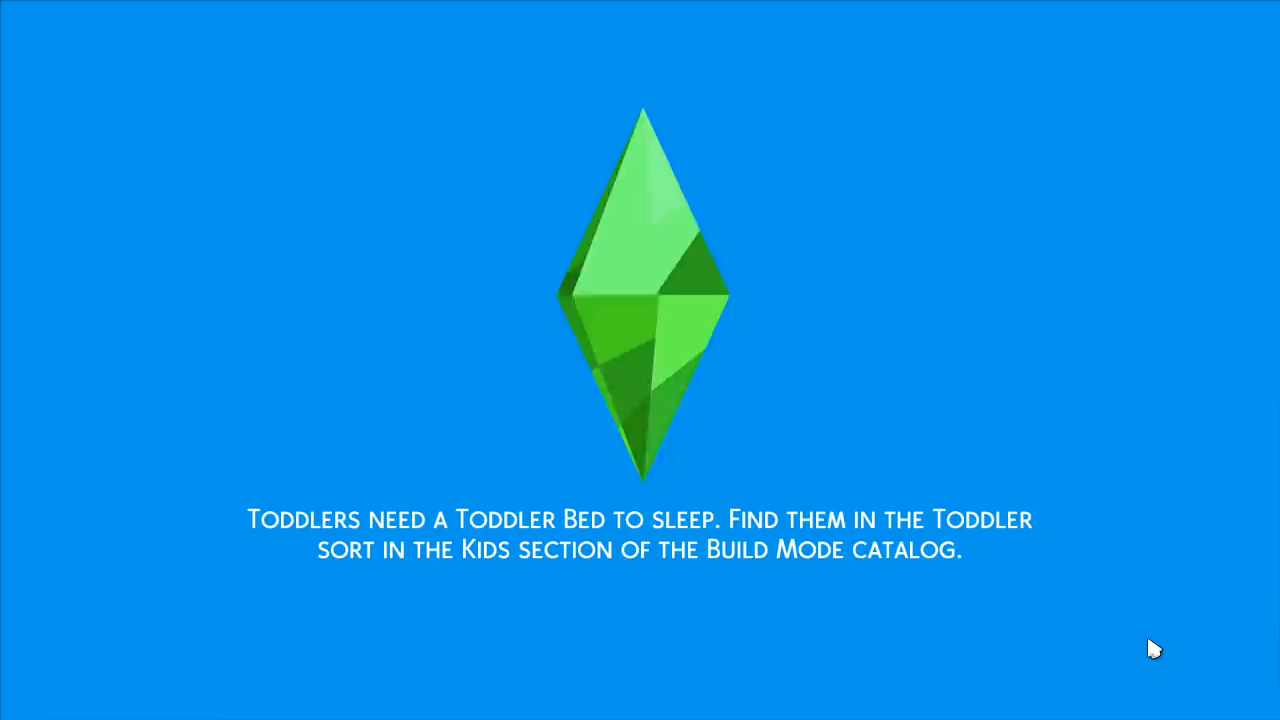 Toddlers need a Toddler Bed to sleep. Find them in the Toddler
sort in the Kids section of the Build Mode catalog.